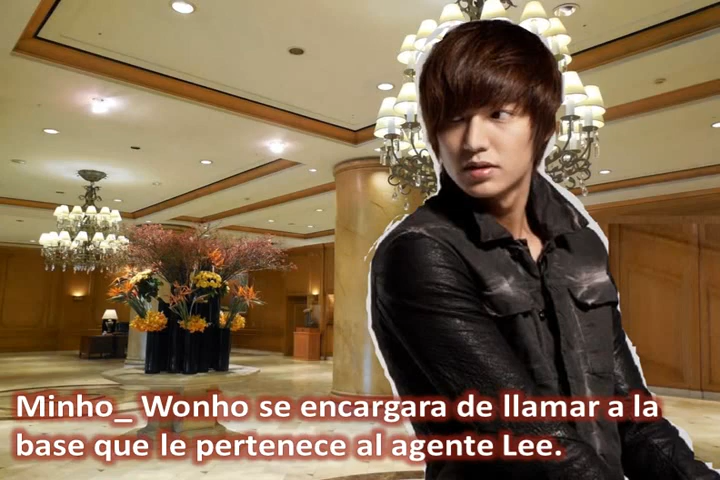 Minho_ Wonho se encargara de llamar a la
base que le pertenece al agente Lee.